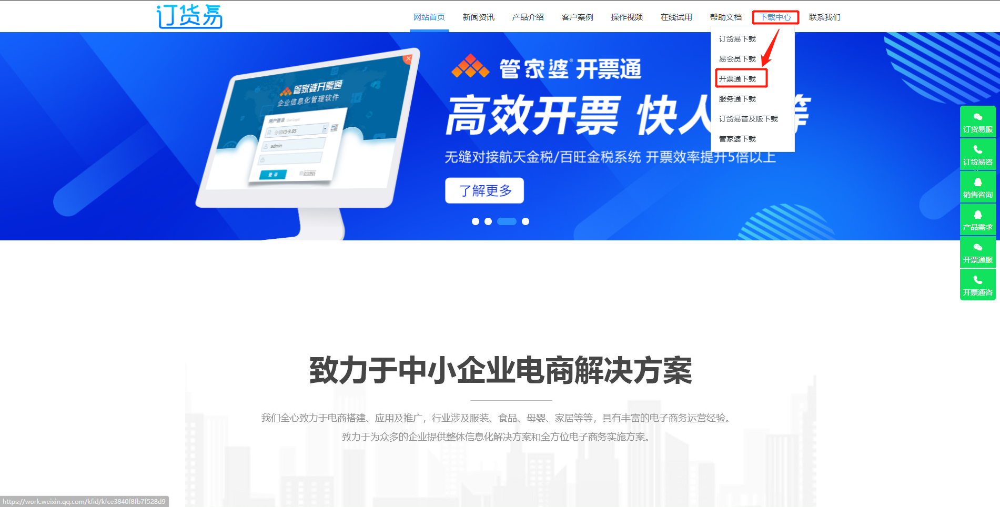 订货易
网站首页 新闻资讯 产品介绍 客户案例 操作视频 在线试用 帮助文档 下载中心 联系我们
订货易下载
易会员下载
开票通下载
服务通下载
订货易普及版下载
管家婆下载
管家婆®开票通
高效开票 快人
无缝对接航天金税/百旺金税系统 开票效率提升5倍以上
了解更多
管家婆开票通
企业信息化管理软件
用户登录 User Login
分销V3-9.85
admin
登录
记住密码
订货易服
订货易咨
销售咨询
产品需求
开票通服
开票通咨
致力于中小企业电商解决方案
我们全心致力于电商搭建、应用及推广，行业涉及服装、食品、母婴、家居等等，具有丰富的电子商务运营经验。
致力于为众多的企业提供整体信息化解决方案和全方位电子商务实施方案。
https://work.weixin.qq.com/kfid/kfce3840f8fb7f528d9